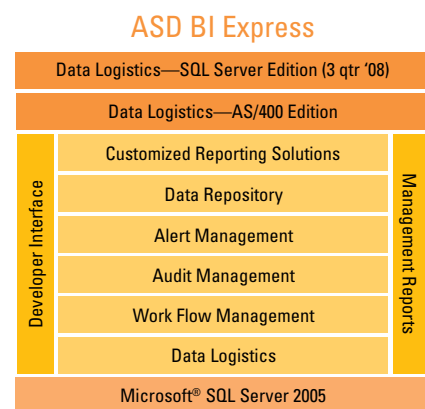 ASD BI Express
Data Logistics—SQL Server Edition (3 qtr ‘08)
Data Logistics—AS/400 Edition
Developer Interface
Customized Reporting Solutions
Data Repository
Alert Management
Audit Management
Work Flow Management
Data Logistics
Management Reports
Microsoft® SQL Server 2005